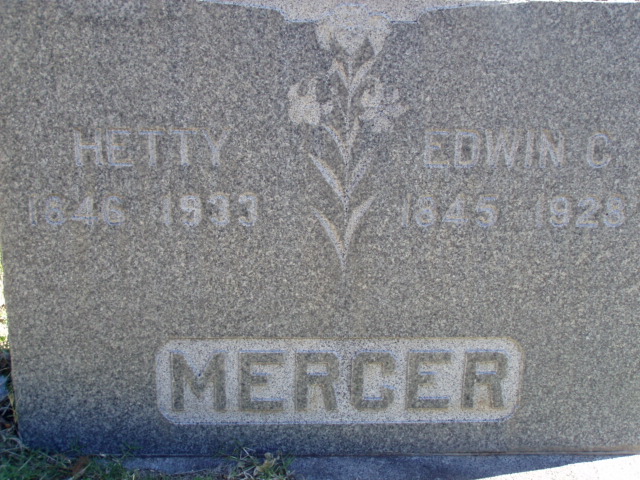 HETTY
1846 1933
EDWIN C
1845 1928
MERCER